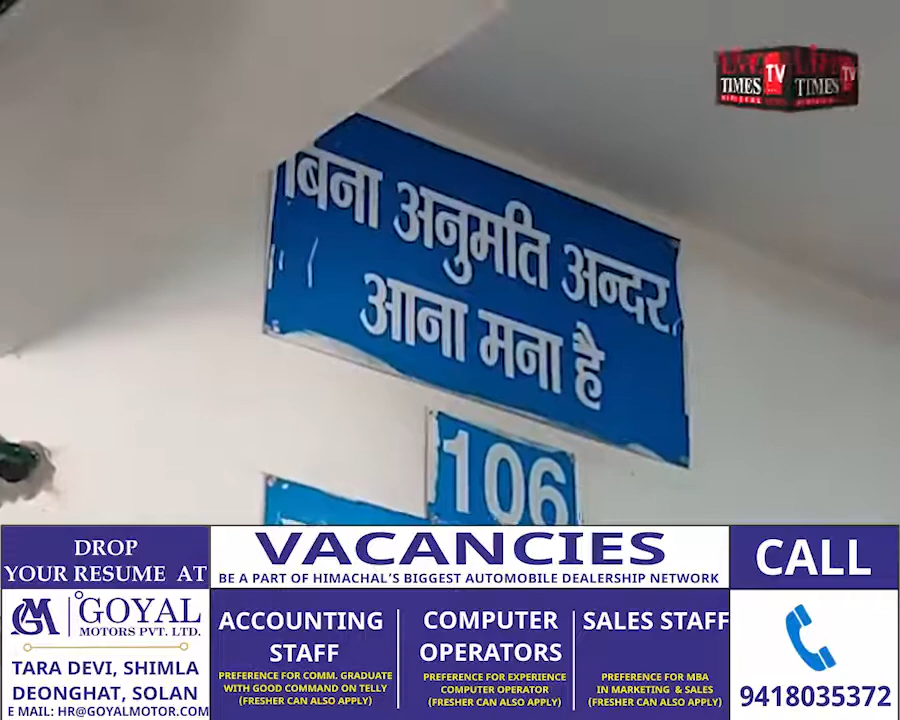 Live TIMES TV
Live TIMES TV
बिना अनुमति अन्दर
आना मना है
106
DROP
YOUR RESUME AT
GM GOYAL
MOTORS PVT. LTD.
TARA DEVI, SHIMLA
DEONGHAT, SOLAN
E MAIL: HR@GOYALMOTOR.COM
VACANCIES
BE A PART OF HIMACHAL'S BIGGEST AUTOMOBILE DEALERSHIP NETWORK
ACCOUNTING
STAFF
PREFERENCE FOR COMM. GRADUATE
WITH GOOD COMMAND ON TELLY
(FRESHER CAN ALSO APPLY)
COMPUTER
OPERATORS
PREFERENCE FOR EXPERIENCE
COMPUTER OPERATOR
(FRESHER CAN ALSO APPLY)
SALES STAFF
PREFERENCE FOR MBA
IN MARKETING & SALES
(FRESHER CAN ALSO APPLY)
CALL
9418035372